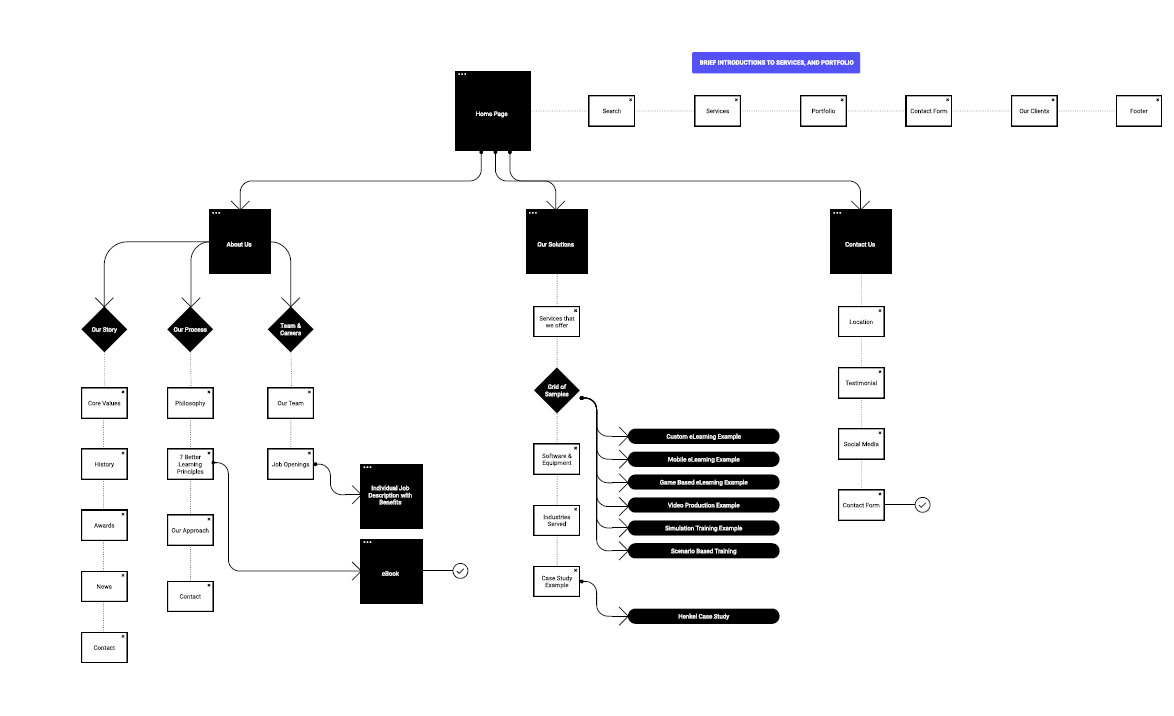 BRIEF INTRODUCTIONS TO SERVICES, AND PORTFOLIO
Home Page
Search
Services
Portfolio
Contact Form
Our Clients
Footer
About Us
Our Solutions
Contact Us
Our Story
Our Process
Team &
Careers
Services that
we offer
Location
Core Values
Philosophy
Our Team
Grid of
Samples
Testimonial
History
7 Better
Learning
Principles
Job Openings
Individual Job
Description with
Benefits
Software &
Equipment
Custom eLearning Example
Mobile eLearning Example
Game Based eLearning Example
Video Production Example
Simulation Training Example
Scenario Based Training
Social Media
Awards
Our Approach
Industries
Served
Contact Form
News
Contact
eBook
Case Study
Example
Henkel Case Study
Contact